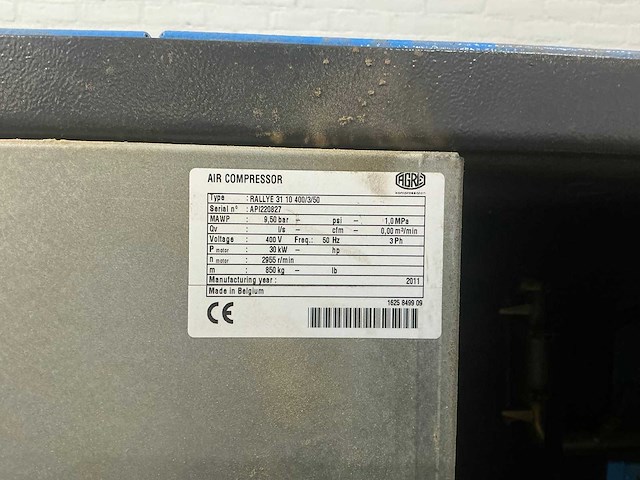 AIR COMPRESSOR
AGRE
Type : RALLYE 31 10 400/3/50
Serial n° : API220827
MAWP : 9,50 bar – psi – 1,0 MPa
Qv : l/s – cfm – 0,00 m³/min
Voltage : 400 V Freq.: 50 Hz 3 Ph
P motor : 30 kW – hp
n motor : 2955 r/min
m : 850 kg – lb
Manufacturing year : 2011
Made in Belgium
CE
1625 8499 09